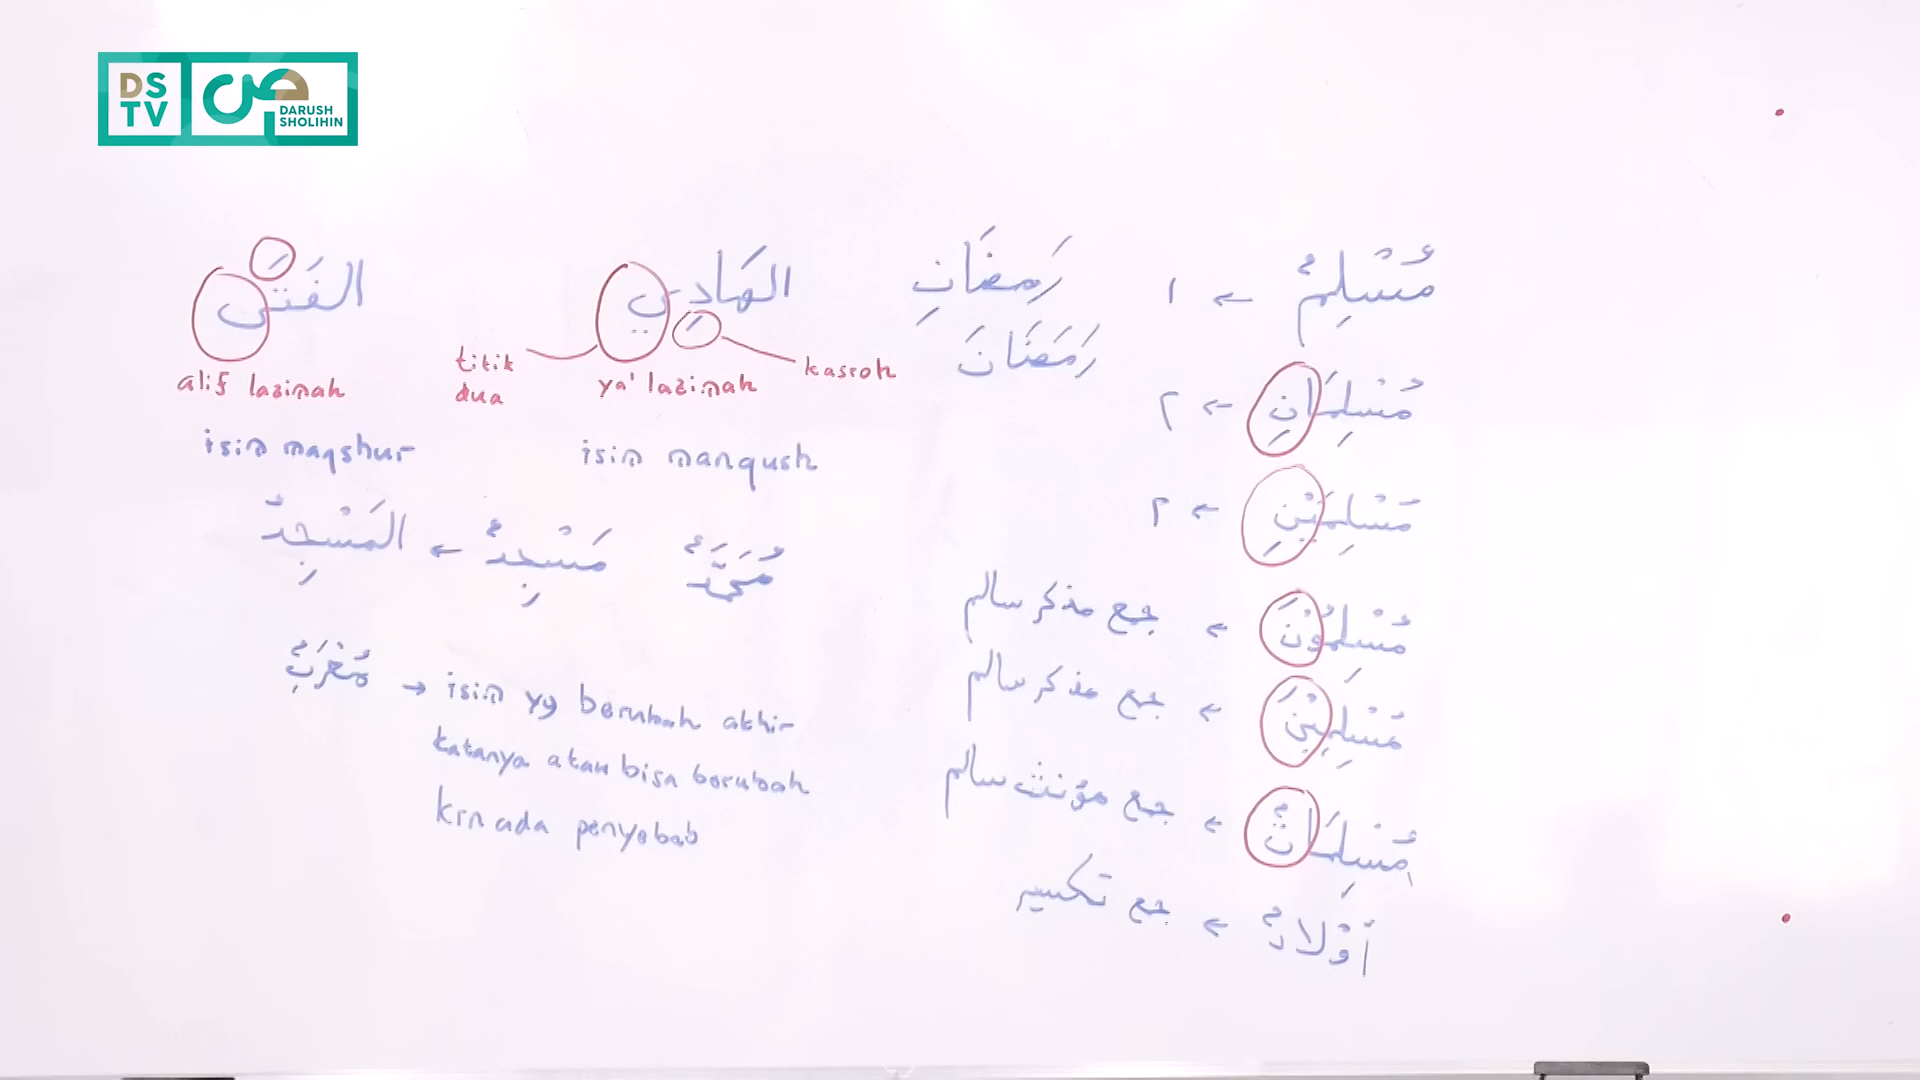 DS
TV
DARUSH
SHOLIHIN
مُسْلِمٌ ← ١
مُسْلِمَانِ ← ٢
مُسْلِمَيْنِ ← ٢
مُسْلِمُوْنَ ← جمع مذكر سالم
مُسْلِمِيْنَ ← جمع مذكر سالم
مُسْلِمَاتٌ ← جمع مؤنث سالم
أَوْلَادٌ ← جمع تكسير
رَمَضَانِ
رَمَضَانَ
الهَادِي
titik
dua
ya' lazimah
kasroh
isim manqush
الفَتَى
alif lazimah
isim maqshur
مُحَمَّدٌ
مَسْجِدٌ ← المَسْجِدُ
مُعْرَبٌ → isim yg berubah akhir
katanya atau bisa berubah
krn ada penyebab